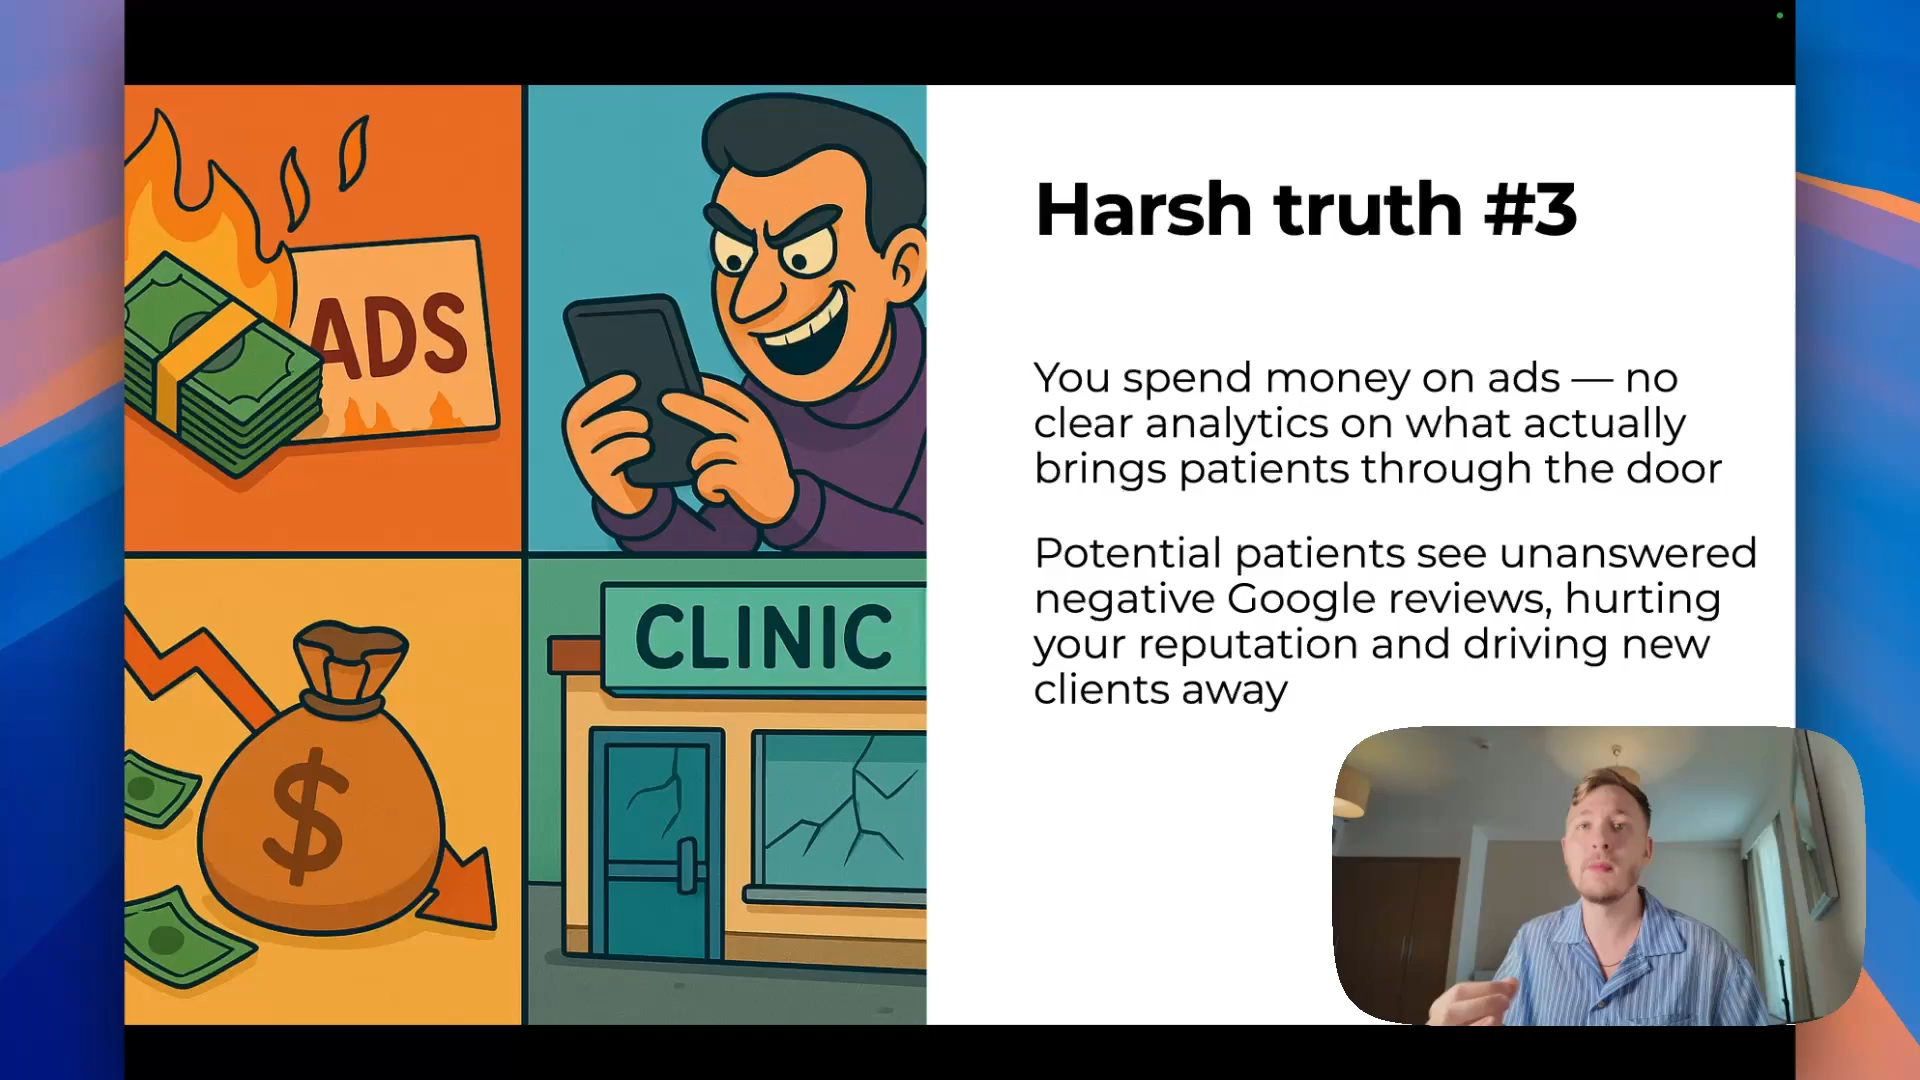 ADS
$
CLINIC
Harsh truth #3
You spend money on ads — no
clear analytics on what actually
brings patients through the door
Potential patients see unanswered
negative Google reviews, hurting
your reputation and driving new
clients away